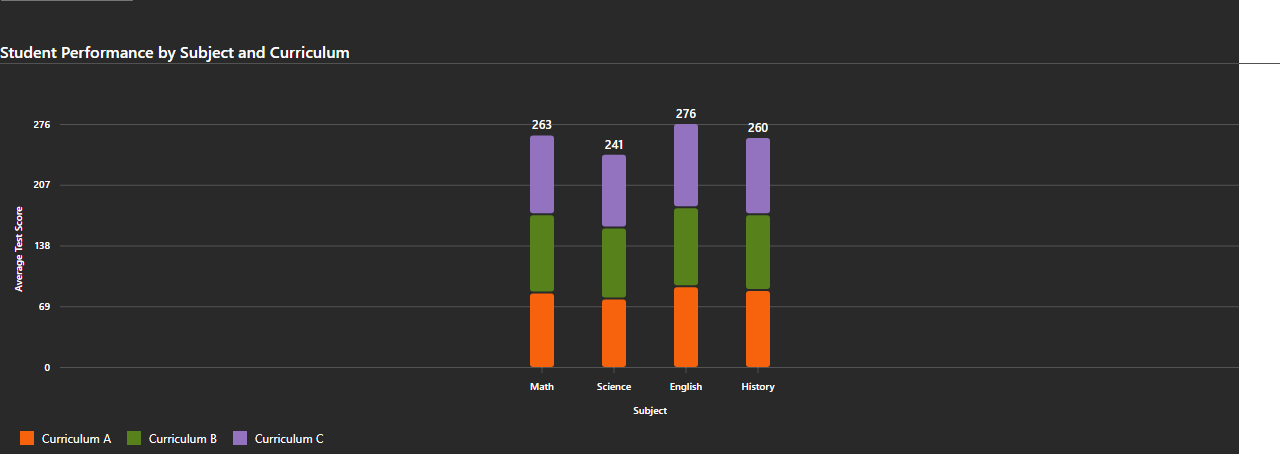 Student Performance by Subject and Curriculum
276
207
138
69
0
Average Test Score
263
241
276
260
Math
Science
English
History
Subject
Curriculum A
Curriculum B
Curriculum C